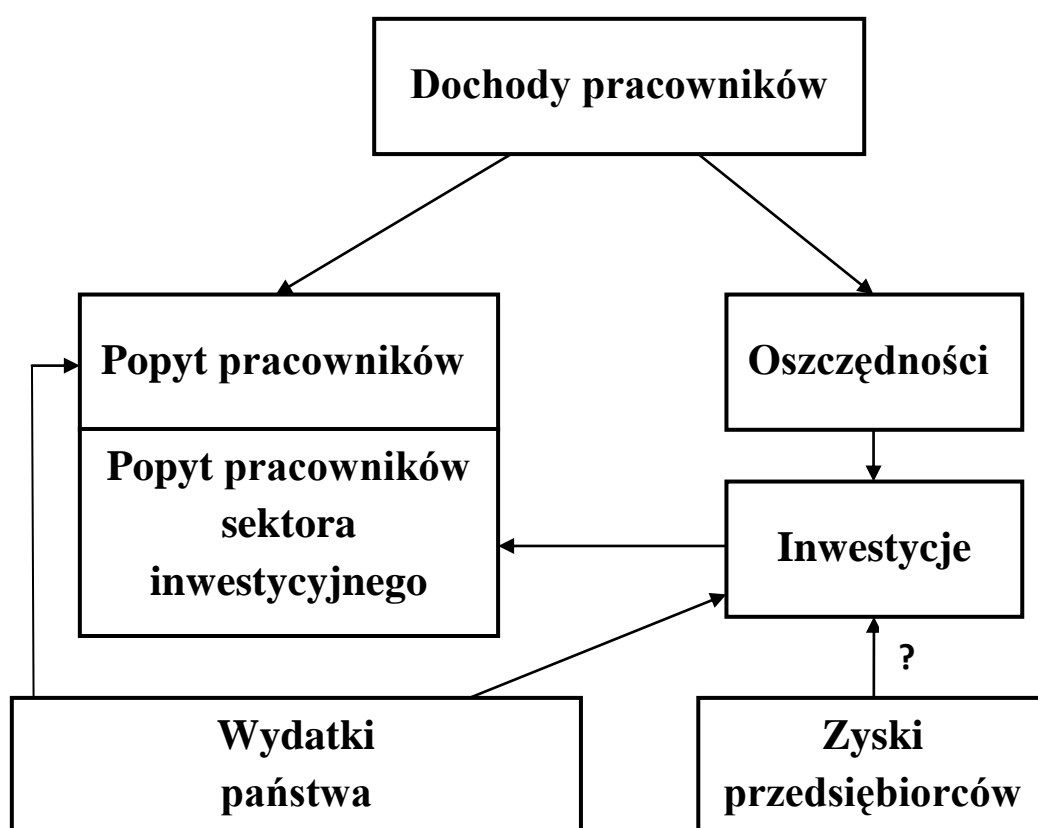 Dochody pracowników
Popyt pracowników
Oszczędności
Popyt pracowników
sektora
inwestycyjnego
Inwestycje
?
Wydatki
państwa
Zyski
przedsiębiorców